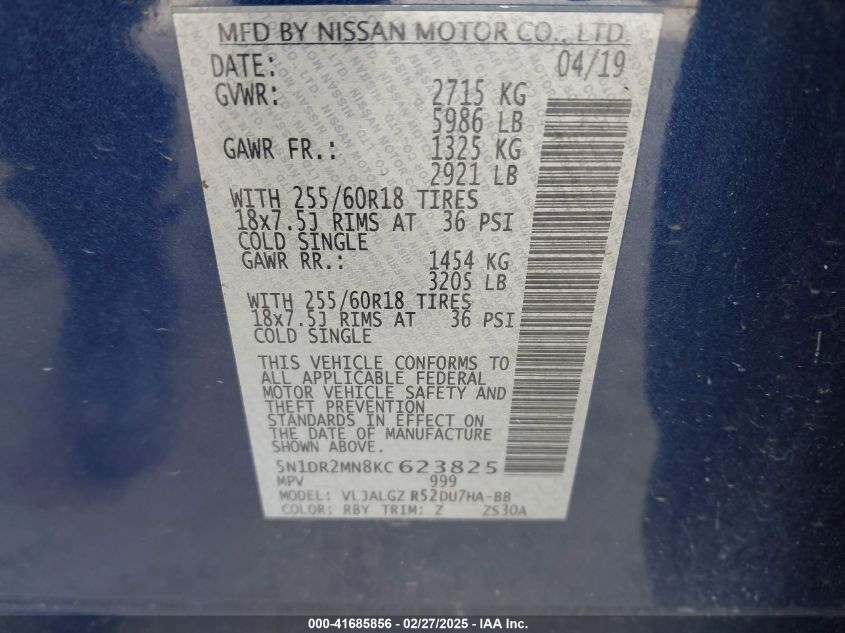 MFD BY NISSAN MOTOR CO., LTD.
DATE: 04/19
GVWR: 2715 KG
5986 LB
GAWR FR.: 1325 KG
2921 LB
WITH 255/60R18 TIRES
18x7.5J RIMS AT 36 PSI
COLD SINGLE
GAWR RR.: 1454 KG
3205 LB
WITH 255/60R18 TIRES
18x7.5J RIMS AT 36 PSI
COLD SINGLE
THIS VEHICLE CONFORMS TO
ALL APPLICABLE FEDERAL
MOTOR VEHICLE SAFETY AND
THEFT PREVENTION
STANDARDS IN EFFECT ON
THE DATE OF MANUFACTURE
SHOWN ABOVE.
5N1DR2MN8KC 623825
MPV 999
MODEL: VLJALGZ R52DU7HA-BB
COLOR: RBY TRIM: Z ZS30A
000-41685856 - 02/27/2025 - IAA Inc.